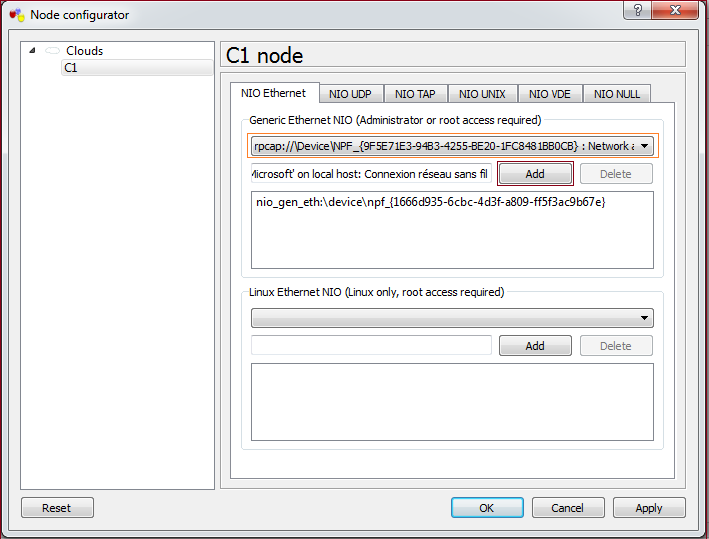 Node configurator
?
Clouds
C1
C1 node
NIO Ethernet
NIO UDP
NIO TAP
NIO UNIX
NIO VDE
NIO NULL
Generic Ethernet NIO (Administrator or root access required)
rpcap://\Device\NPF_{9F5E71E3-94B3-4255-BE20-1FC8481BB0CB} : Network a
Microsoft' on local host: Connexion réseau sans fil
Add
Delete
nio_gen_eth:\device\npf_{1666d935-6cbc-4d3f-a809-ff5f3ac9b67e}
Linux Ethernet NIO (Linux only, root access required)
Add
Delete
Reset
OK
Cancel
Apply